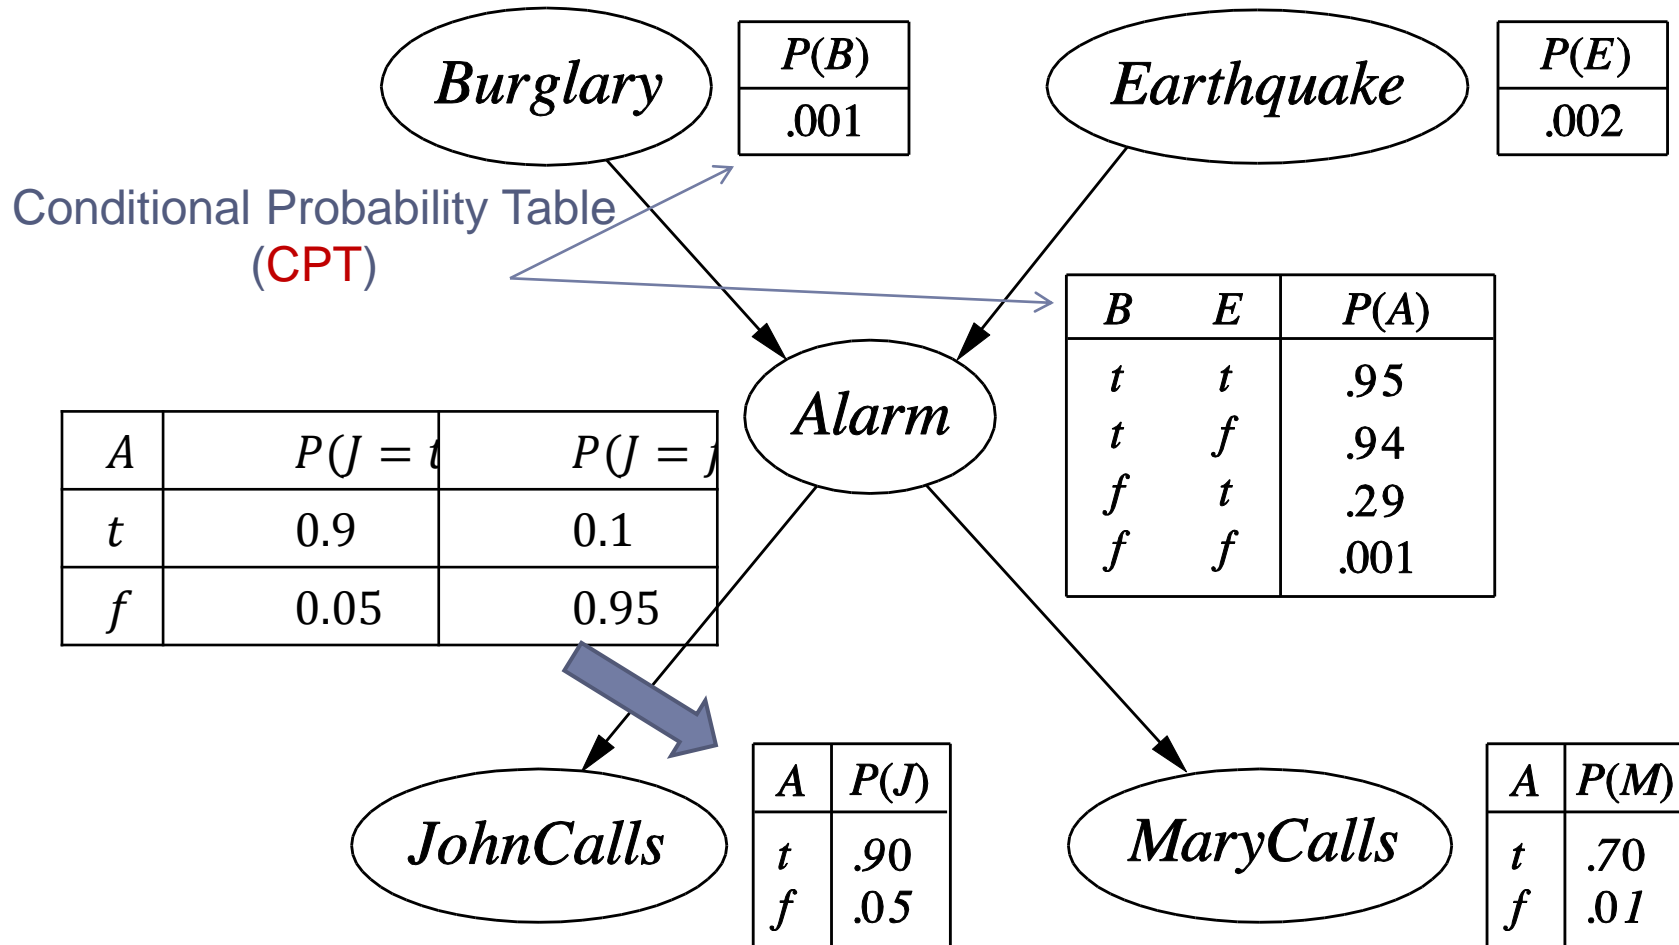 Burglary
P(B)
.001
Earthquake
P(E)
.002
Conditional Probability Table
(CPT)
B E P(A)
t t .95
t f .94
f t .29
f f .001
Alarm
A P(J = t P(J = f
t 0.9 0.1
f 0.05 0.95
JohnCalls
A P(J)
t .90
f .05
MaryCalls
A P(M)
t .70
f .01